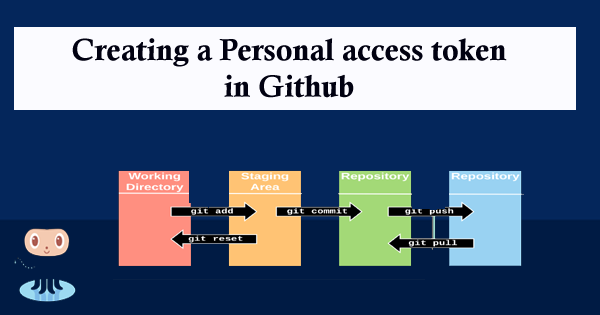 Creating a Personal access token
in Github
Working
Directory
Staging
Area
Repository
Repository
git add
git commit
git push
git reset
git pull